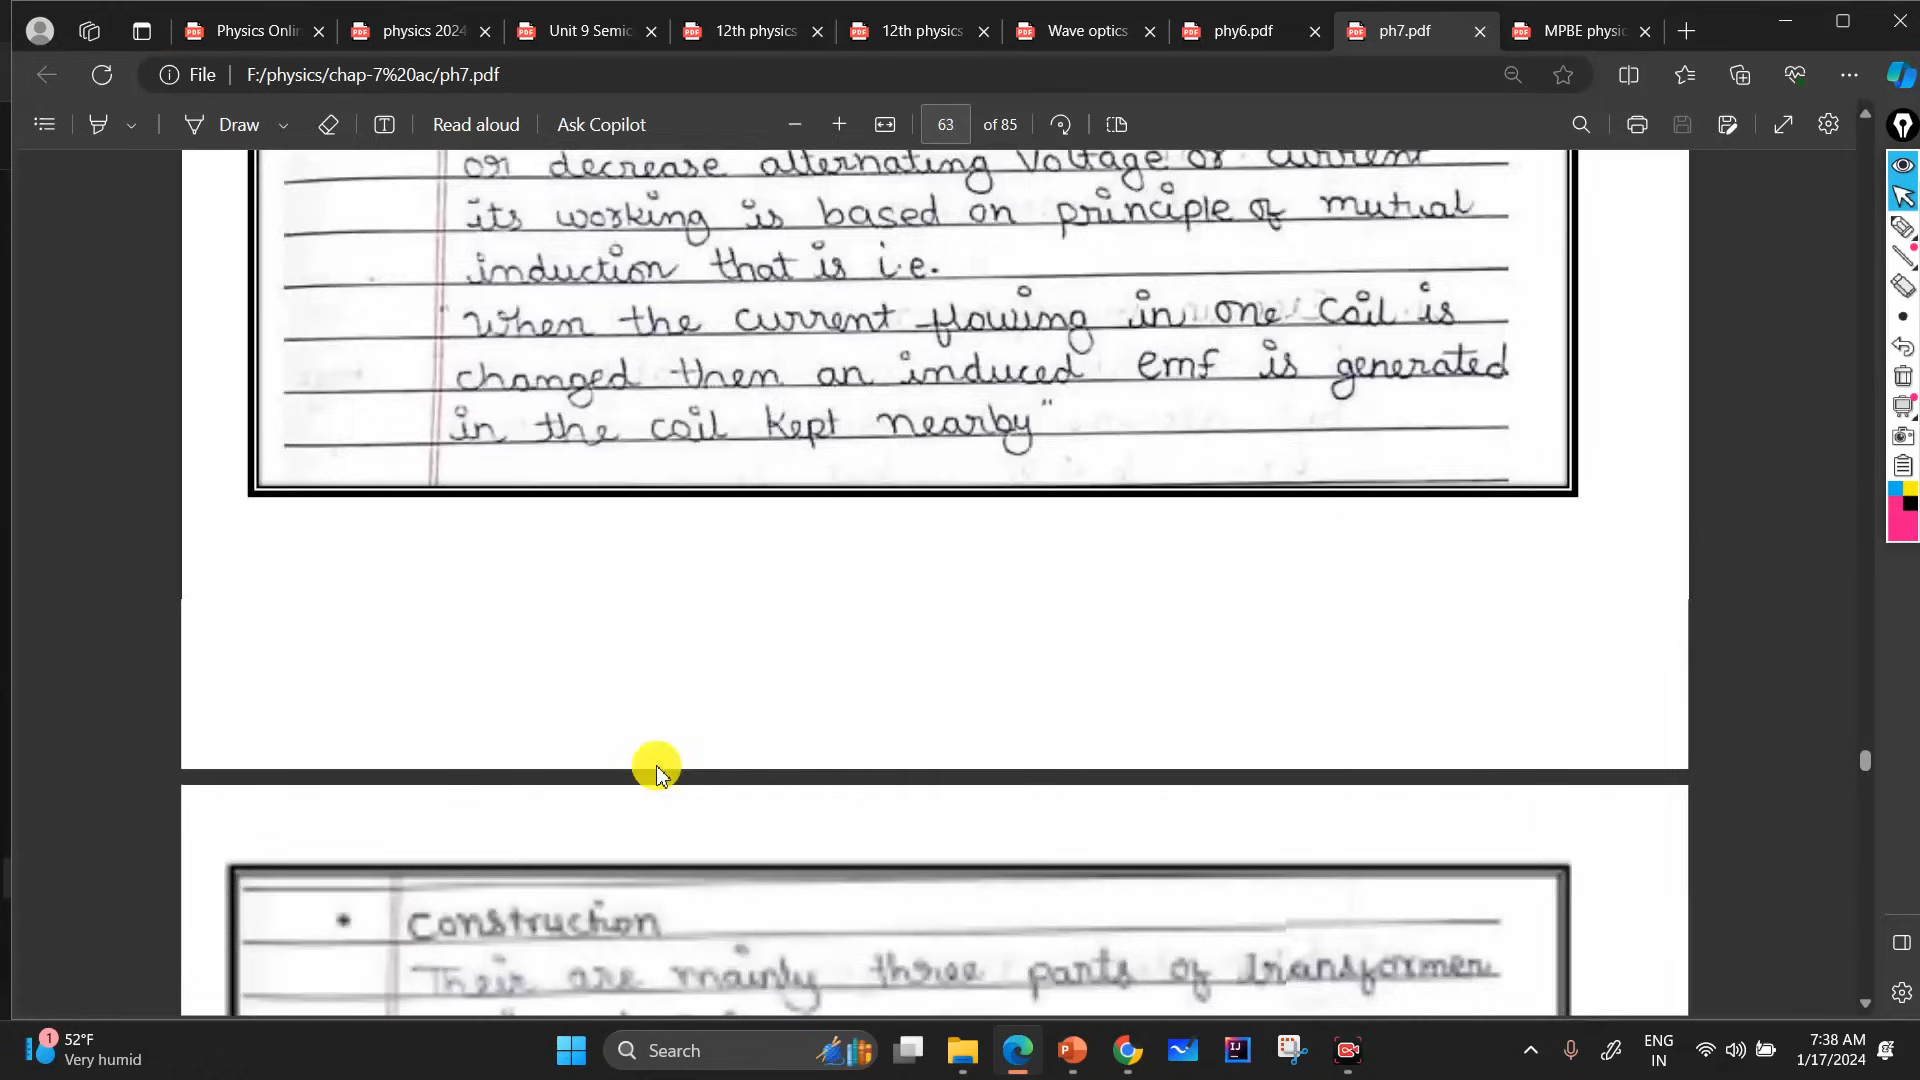 Physics Onlin
physics 2024
Unit 9 Semic
12th physics
12th physics
Wave optics
phy6.pdf
ph7.pdf
MPBE physic
File
F:/physics/chap-7%20ac/ph7.pdf
Draw
Read aloud
Ask Copilot
63 of 85
or decrease alternating Voltage or current
its working is based on principle of mutual
induction that is i.e.
"When the current flowing in one coil is
changed then an induced emf is generated
in the coil kept nearby"
• Construction
Their are mainly three parts of transformer
1
52°F
Very humid
Search
ENG
IN
7:38 AM
1/17/2024